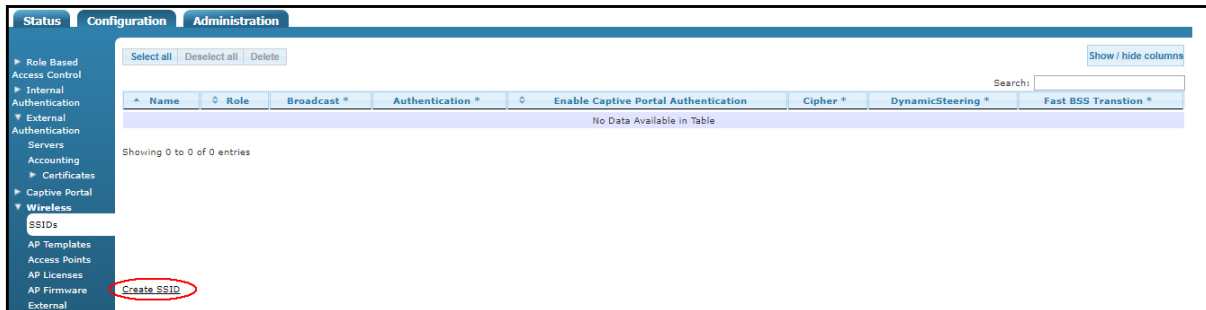 Status Configuration Administration
Select all Deselect all Delete
Show / hide columns
Search:
Name Role Broadcast * Authentication * Enable Captive Portal Authentication Cipher * DynamicSteering * Fast BSS Transtion *
No Data Available in Table
Showing 0 to 0 of 0 entries
Role Based
Access Control
Internal
Authentication
External
Authentication
Servers
Accounting
Certificates
Captive Portal
Wireless
SSIDs
AP Templates
Access Points
AP Licenses
AP Firmware
External
Create SSID